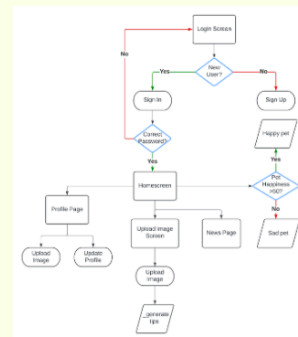 Login Screen
No
New
User?
Yes
No
Sign In
Sign Up
Happy pet
Correct
Password?
Yes
Yes
Homescreen
Pet
Happiness
>50?
No
Profile Page
Upload Image
Screen
News Page
Sad pet
Upload
Image
Update
Profile
Upload
Image
_generate
tips